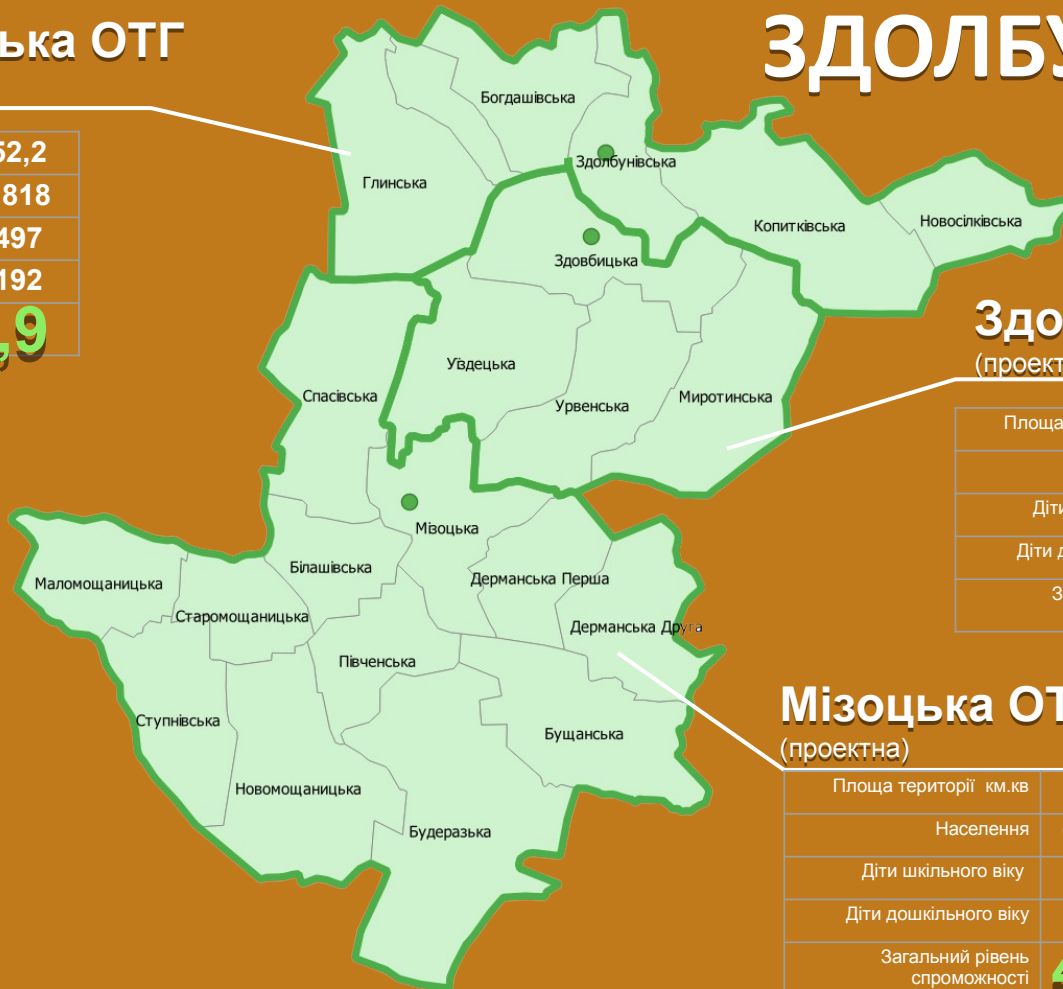 ька ОТГ
ЗДОЛБУ
52,2
818
497
192
,9
Богдашівська
Здолбунівська
Глинська
Копитківська
Новосілківська
Здовбицька
Уїздецька
Спасівська
Урвенська
Миротинська
Здо
(проект
Площа
Діти
Діти д
З
Мізоцька
Білашівська
Дерманська Перша
Маломощаницька
Старомощаницька
Дерманська Друга
Півченська
Ступнівська
Бущанська
Новомощаницька
Будеразька
Мізоцька ОТ
(проектна)
Площа території км.кв
Населення
Діти шкільного віку
Діти дошкільного віку
Загальний рівень
спроможності